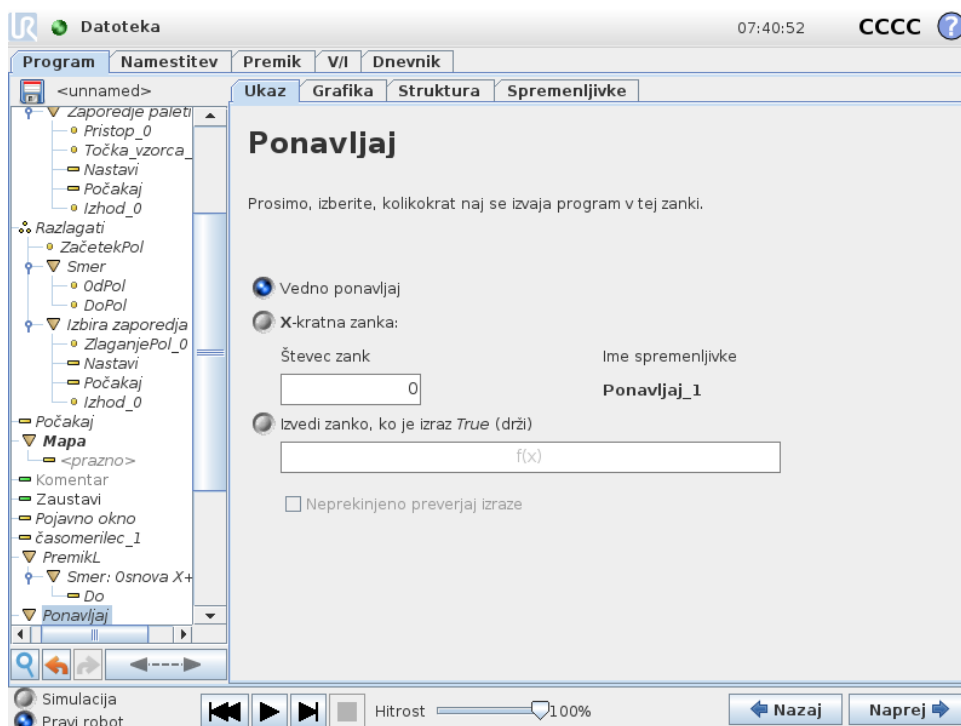 UR Datoteka 07:40:52 CCCC ?
Program Namestitev Premik V/I Dnevnik
<unnamed> Ukaz Grafika Struktura Spremenljivke
Zaporedje paleti
Pristop_0
Točka_vzorca_
Nastavi
Počakaj
Izhod_0
Razlagati
ZačetekPol
Smer
OdPol
DoPol
Izbira zaporedja
ZlaganjePol_0
Nastavi
Počakaj
Izhod_0
Počakaj
Mapa
<prazno>
Komentar
Zaustavi
Pojavno okno
časomerilec_1
PremikL
Smer: Osnova X+
Do
Ponavljaj
Ponavljaj
Prosimo, izberite, kolikokrat naj se izvaja program v tej zanki.
Vedno ponavljaj
X-kratna zanka:
Števec zank Ime spremenljivke
0 Ponavljaj_1
Izvedi zanko, ko je izraz True (drži)
f(x)
Neprekinjeno preverjaj izraze
Simulacija
Pravi robot
Hitrost 100%
Nazaj Naprej